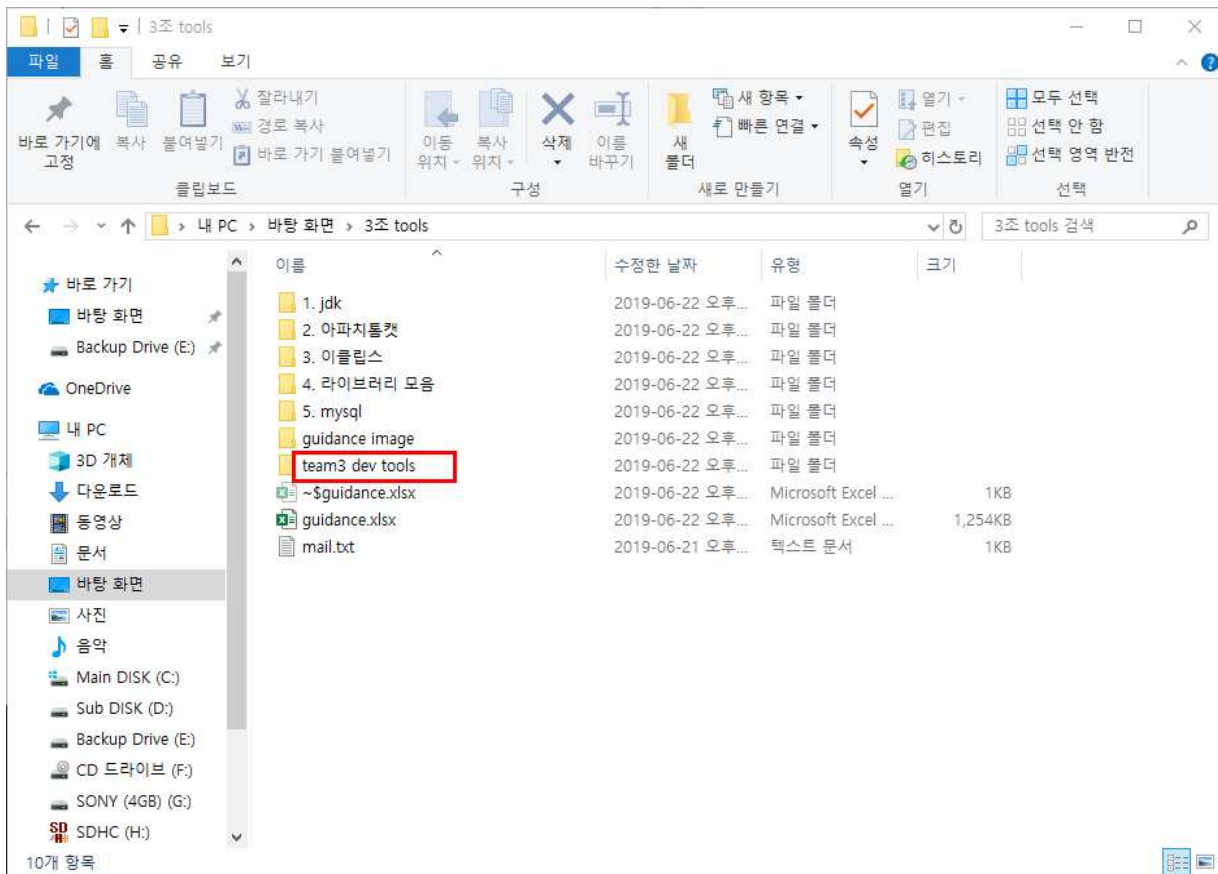 3조 tools
파일 홈 공유 보기
바로 가기에 고정
복사
붙여넣기
잘라내기
경로 복사
바로 가기 붙여넣기
클립보드
이동 위치
복사 위치
삭제
이름 바꾸기
구성
새 폴더
새 항목
빠른 연결
새로 만들기
속성
열기
편집
히스토리
열기
모두 선택
선택 안 함
선택 영역 반전
선택
내 PC > 바탕 화면 > 3조 tools
3조 tools 검색
바로 가기
바탕 화면
Backup Drive (E:)
OneDrive
내 PC
3D 개체
다운로드
동영상
문서
바탕 화면
사진
음악
Main DISK (C:)
Sub DISK (D:)
Backup Drive (E:)
CD 드라이브 (F:)
SONY (4GB) (G:)
SDHC (H:)
이름 수정한 날짜 유형 크기
1. jdk 2019-06-22 오후... 파일 폴더
2. 아파치톰캣 2019-06-22 오후... 파일 폴더
3. 이클립스 2019-06-22 오후... 파일 폴더
4. 라이브러리 모음 2019-06-22 오후... 파일 폴더
5. mysql 2019-06-22 오후... 파일 폴더
guidance image 2019-06-22 오후... 파일 폴더
team3 dev tools 2019-06-22 오후... 파일 폴더
~$guidance.xlsx 2019-06-22 오후... Microsoft Excel ... 1KB
guidance.xlsx 2019-06-22 오후... Microsoft Excel ... 1,254KB
mail.txt 2019-06-21 오후... 텍스트 문서 1KB
10개 항목